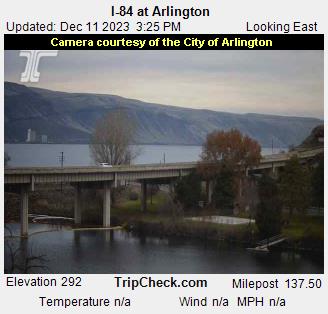 I-84 at Arlington
Updated: Dec 11 2023 3:25 PM Looking East
Camera courtesy of the City of Arlington
Elevation 292 TripCheck.com Milepost 137.50
Temperature n/a Wind n/a MPH n/a